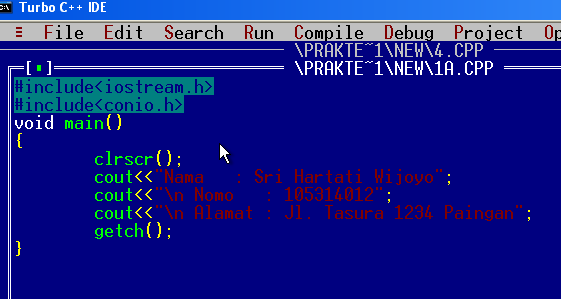 Turbo C++ IDE
≡ File Edit Search Run Compile Debug Project Op
\PRAKTE~1\NEW\4.CPP
[▪] \PRAKTE~1\NEW\1A.CPP
#include<iostream.h>
#include<conio.h>
void main()
{
clrscr();
cout<<"Nama : Sri Hartati Wijoyo";
cout<<"\n Nomo : 105314012";
cout<<"\n Alamat : Jl. Tasura 1234 Paingan";
getch();
}